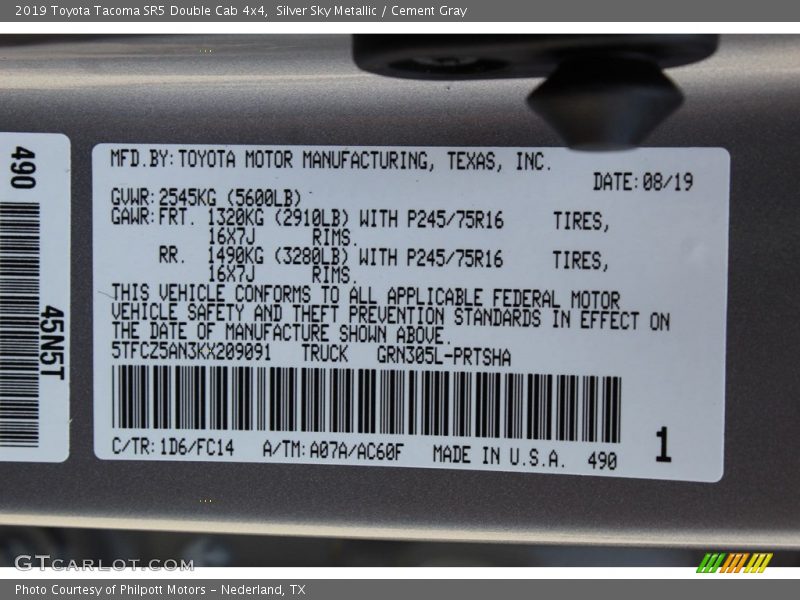 2019 Toyota Tacoma SR5 Double Cab 4x4, Silver Sky Metallic / Cement Gray
490
45N5T
MFD.BY:TOYOTA MOTOR MANUFACTURING, TEXAS, INC.
DATE:08/19
GVWR:2545KG (5600LB)
GAWR:FRT. 1320KG (2910LB) WITH P245/75R16 TIRES,
16X7J RIMS.
RR. 1490KG (3280LB) WITH P245/75R16 TIRES,
16X7J RIMS.
THIS VEHICLE CONFORMS TO ALL APPLICABLE FEDERAL MOTOR
VEHICLE SAFETY AND THEFT PREVENTION STANDARDS IN EFFECT ON
THE DATE OF MANUFACTURE SHOWN ABOVE.
5TFCZ5AN3KX209091 TRUCK GRN305L-PRTSHA
C/TR:1D6/FC14 A/TM:A07A/AC60F MADE IN U.S.A. 490
1
GTcarlot.com
Photo Courtesy of Philpott Motors - Nederland, TX